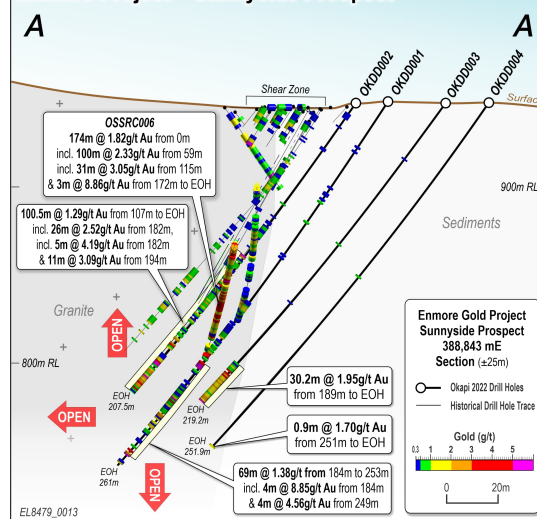 A
A
OKDD002
OKDD001
OKDD003
OKDD004
Shear Zone
OSSRC006
174m @ 1.82g/t Au from 0m
incl. 100m @ 2.33g/t Au from 59m
incl. 31m @ 3.05g/t Au from 115m
& 3m @ 8.86g/t Au from 172m to EOH
900m RL
Sediments
100.5m @ 1.29g/t Au from 107m to EOH
incl. 26m @ 2.52g/t Au from 182m,
incl. 5m @ 4.19g/t Au from 182m
& 11m @ 3.09g/t Au from 194m
Granite
OPEN
800m RL
EOH
207.5m
OPEN
EOH
219.2m
30.2m @ 1.95g/t Au
from 189m to EOH
0.9m @ 1.70g/t Au
from 251m to EOH
EOH
251.9m
EOH
261m
OPEN
69m @ 1.38g/t from 184m to 253m
incl. 4m @ 8.85g/t Au from 184m
& 4m @ 4.56g/t Au from 249m
Enmore Gold Project
Sunnyside Prospect
388,843 mE
Section (±25m)
Okapi 2022 Drill Holes
Historical Drill Hole Trace
Gold (g/t)
0.3 1 2 3 4 5
0 20m
EL8479_0013